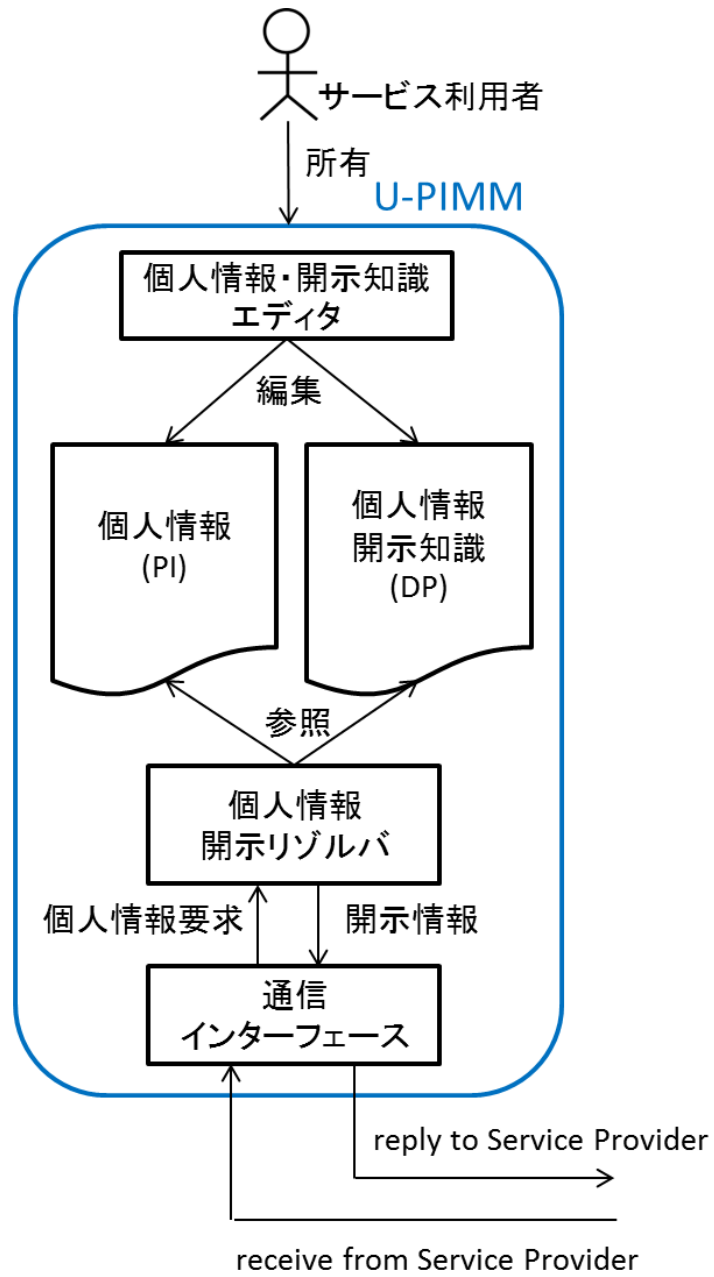 サービス利用者
所有
U-PIMM
個人情報・開示知識
エディタ
編集
個人情報
(PI)
個人情報
開示知識
(DP)
参照
個人情報
開示リゾルバ
個人情報要求
開示情報
通信
インターフェース
reply to Service Provider
receive from Service Provider